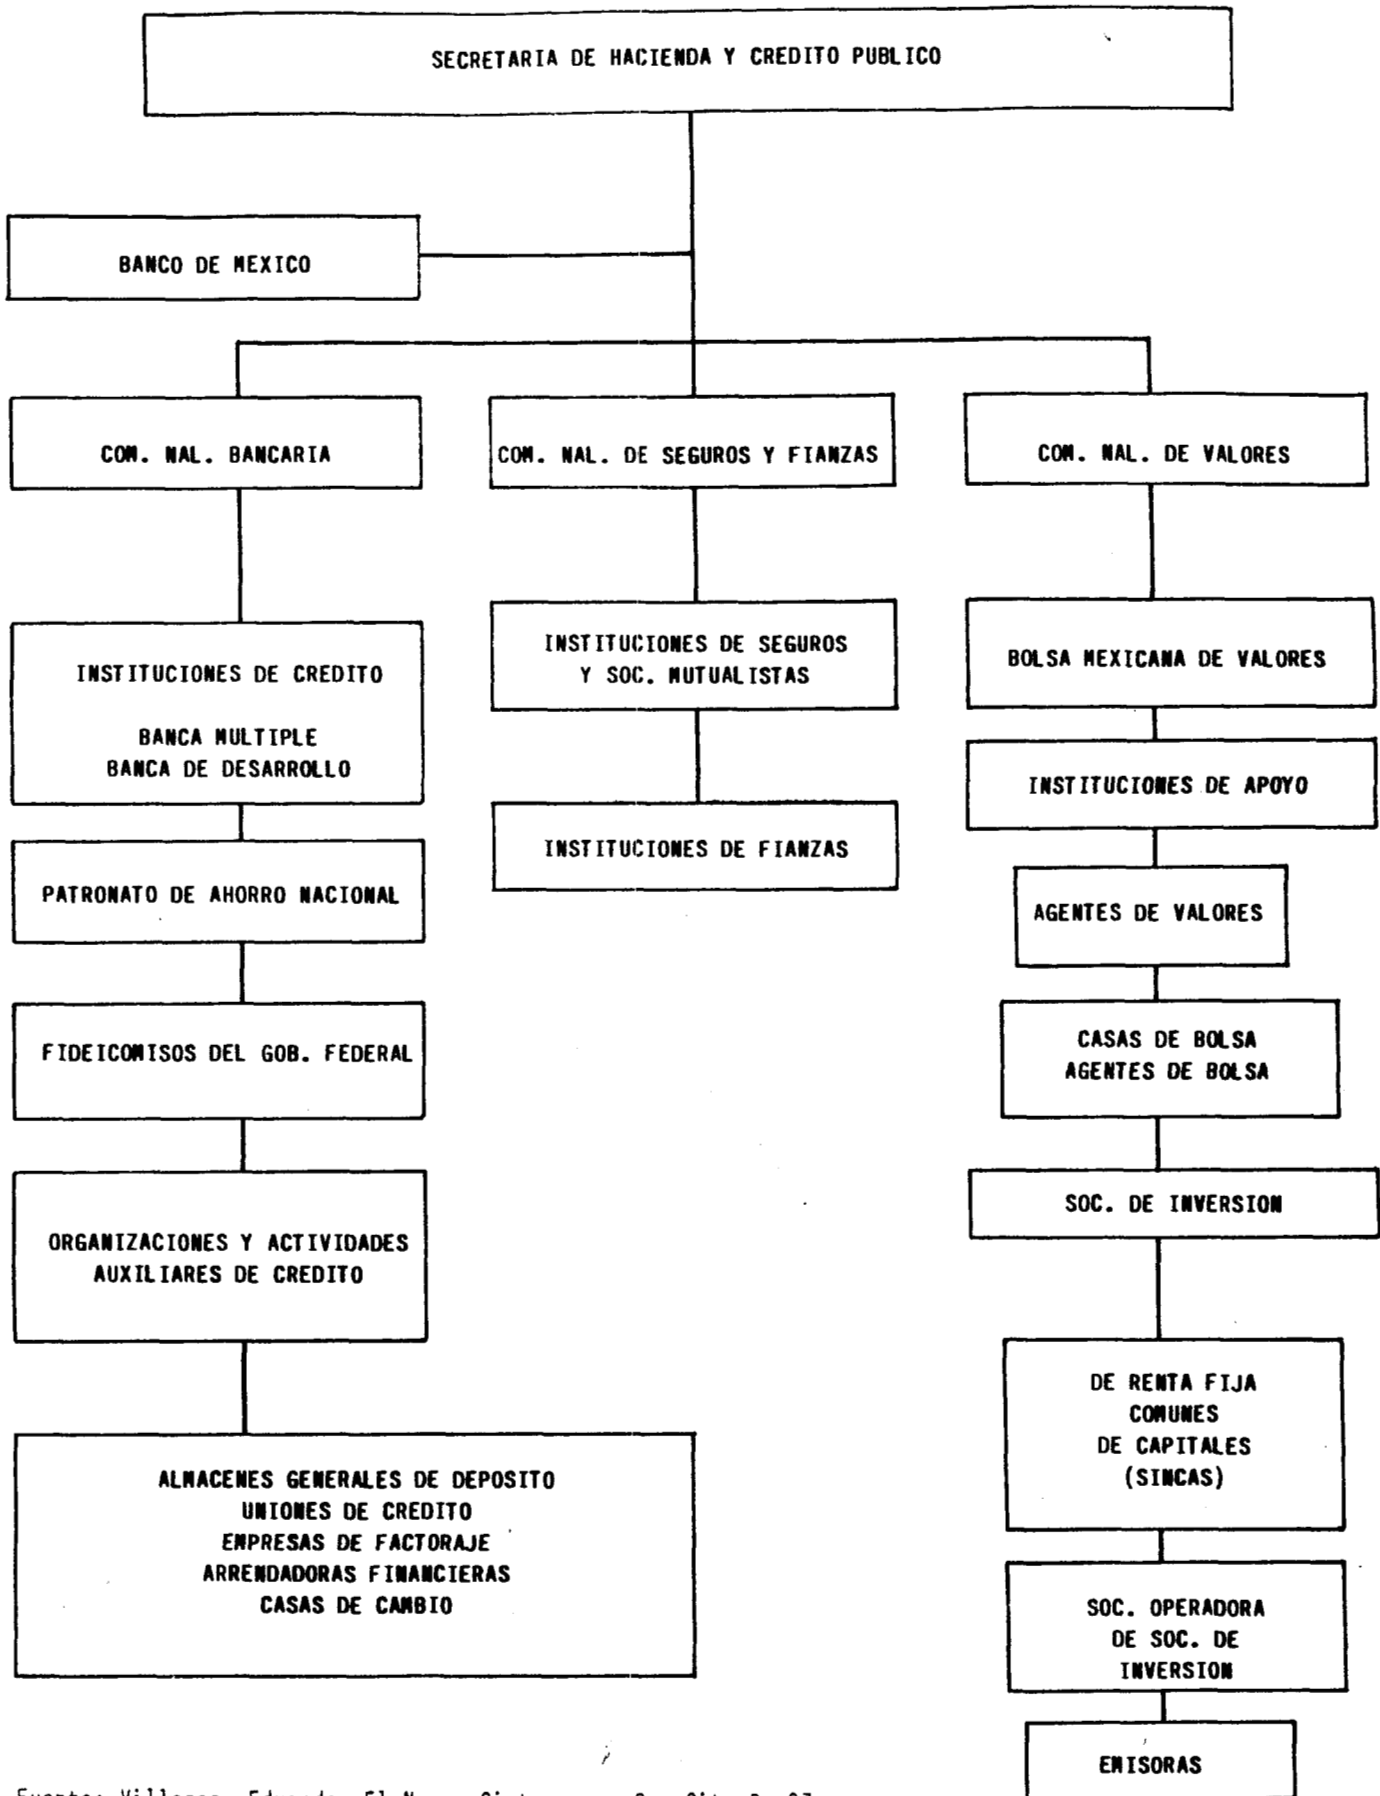 SECRETARIA DE HACIENDA Y CREDITO PUBLICO
BANCO DE MEXICO
COM. NAL. BANCARIA
COM. NAL. DE SEGUROS Y FIANZAS
COM. NAL. DE VALORES
INSTITUCIONES DE CREDITO
BANCA MULTIPLE
BANCA DE DESARROLLO
PATRONATO DE AHORRO NACIONAL
FIDEICOMISOS DEL GOB. FEDERAL
ORGANIZACIONES Y ACTIVIDADES
AUXILIARES DE CREDITO
ALMACENES GENERALES DE DEPOSITO
UNIONES DE CREDITO
EMPRESAS DE FACTORAJE
ARRENDADORAS FINANCIERAS
CASAS DE CAMBIO
INSTITUCIONES DE SEGUROS
Y SOC. MUTUALISTAS
INSTITUCIONES DE FIANZAS
BOLSA MEXICANA DE VALORES
INSTITUCIONES DE APOYO
AGENTES DE VALORES
CASAS DE BOLSA
AGENTES DE BOLSA
SOC. DE INVERSION
DE RENTA FIJA
COMUNES
DE CAPITALES
(SINCAS)
SOC. OPERADORA
DE SOC. DE
INVERSION
EMISORAS
Fuente: Eduardo. El